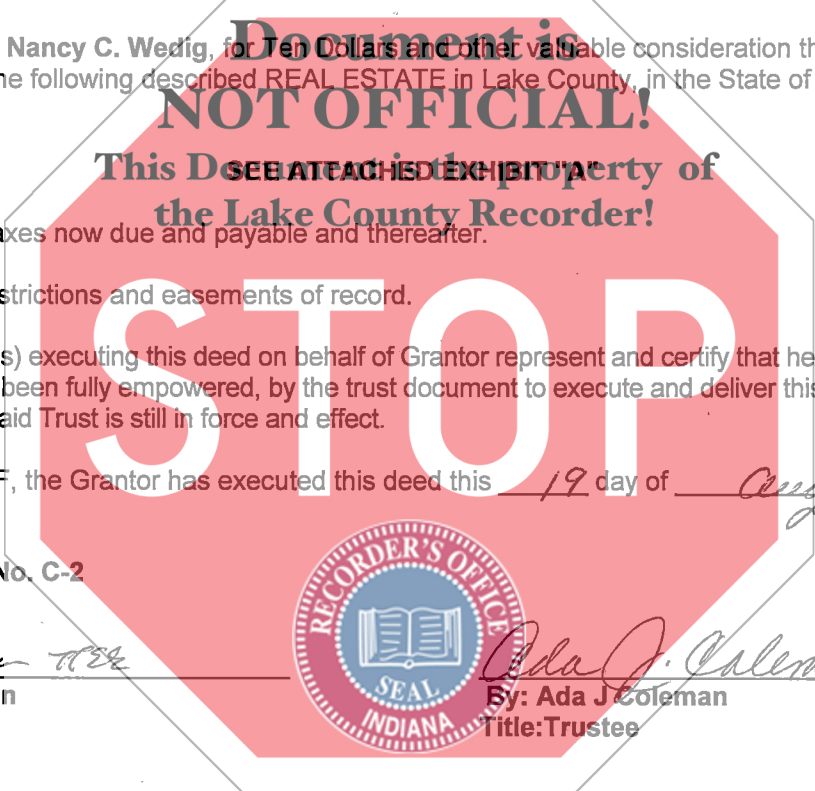 Document is
Nancy C. Wedig, for Ten Dollars and other valuable consideration th
he following described REAL ESTATE in Lake County, in the State of
NOT OFFICIAL!
This Document is the property of
SEE ATTACHED EXHIBIT "A"
the Lake County Recorder!
axes now due and payable and thereafter.
strictions and easements of record.
STOP
s) executing this deed on behalf of Grantor represent and certify that he
been fully empowered, by the trust document to execute and deliver this
aid Trust is still in force and effect.
F, the Grantor has executed this deed this 19 day of Aug
No. C-2
RECORDER'S OFFICE
SEAL
INDIANA
Ada J. Colem
n
By: Ada J Coleman
Title:Trustee